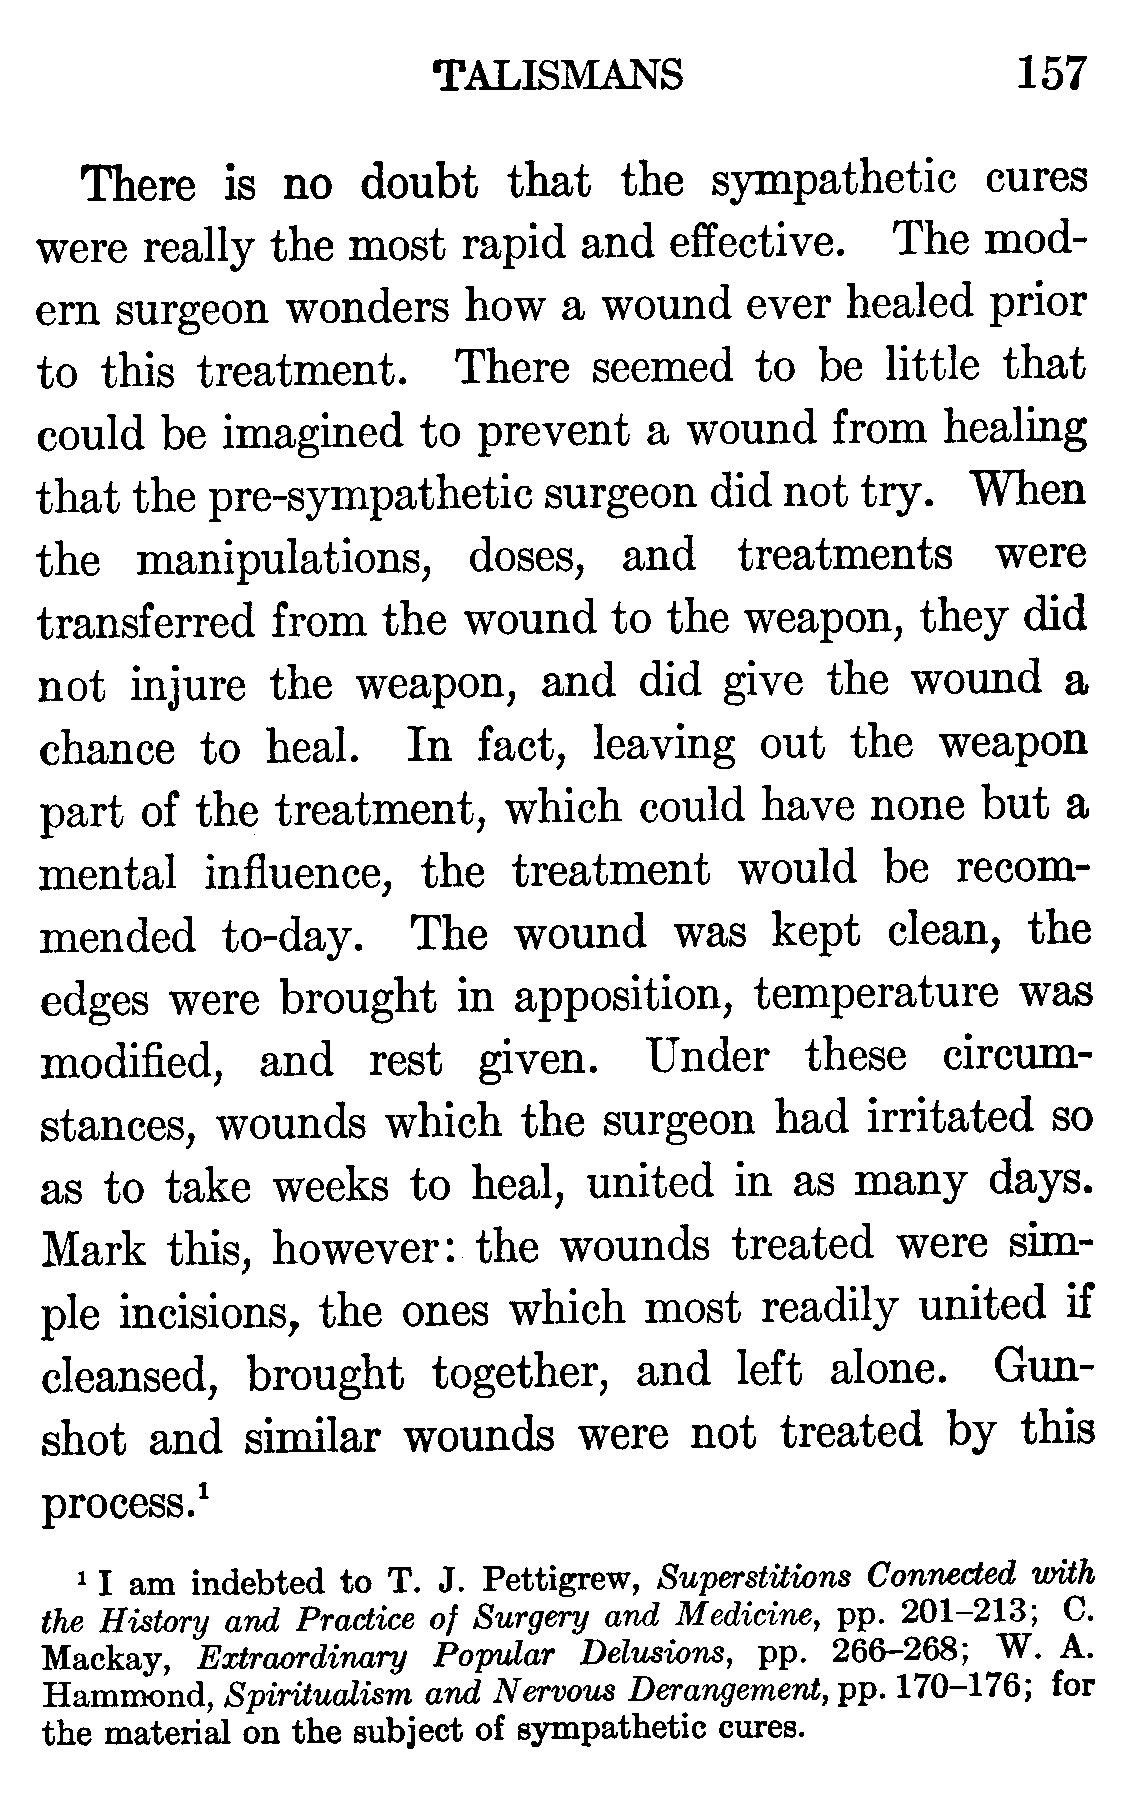 TALISMANS 157
There is no doubt that the sympathetic cures
were really the most rapid and effective. The mod-
ern surgeon wonders how a wound ever healed prior
to this treatment. There seemed to be little that
could be imagined to prevent a wound from healing
that the pre-sympathetic surgeon did not try. When
the manipulations, doses, and treatments were
transferred from the wound to the weapon, they did
not injure the weapon, and did give the wound a
chance to heal. In fact, leaving out the weapon
part of the treatment, which could have none but a
mental influence, the treatment would be recom-
mended to-day. The wound was kept clean, the
edges were brought in apposition, temperature was
modified, and rest given. Under these circum-
stances, wounds which the surgeon had irritated so
as to take weeks to heal, united in as many days.
Mark this, however: the wounds treated were sim-
ple incisions, the ones which most readily united if
cleansed, brought together, and left alone. Gun-
shot and similar wounds were not treated by this
process.¹
¹ I am indebted to T. J. Pettigrew, Superstitions Connected with
the History and Practice of Surgery and Medicine, pp. 201–213; C.
Mackay, Extraordinary Popular Delusions, pp. 266–268; W. A.
Hammond, Spiritualism and Nervous Derangement, pp. 170–176; for
the material on the subject of sympathetic cures.